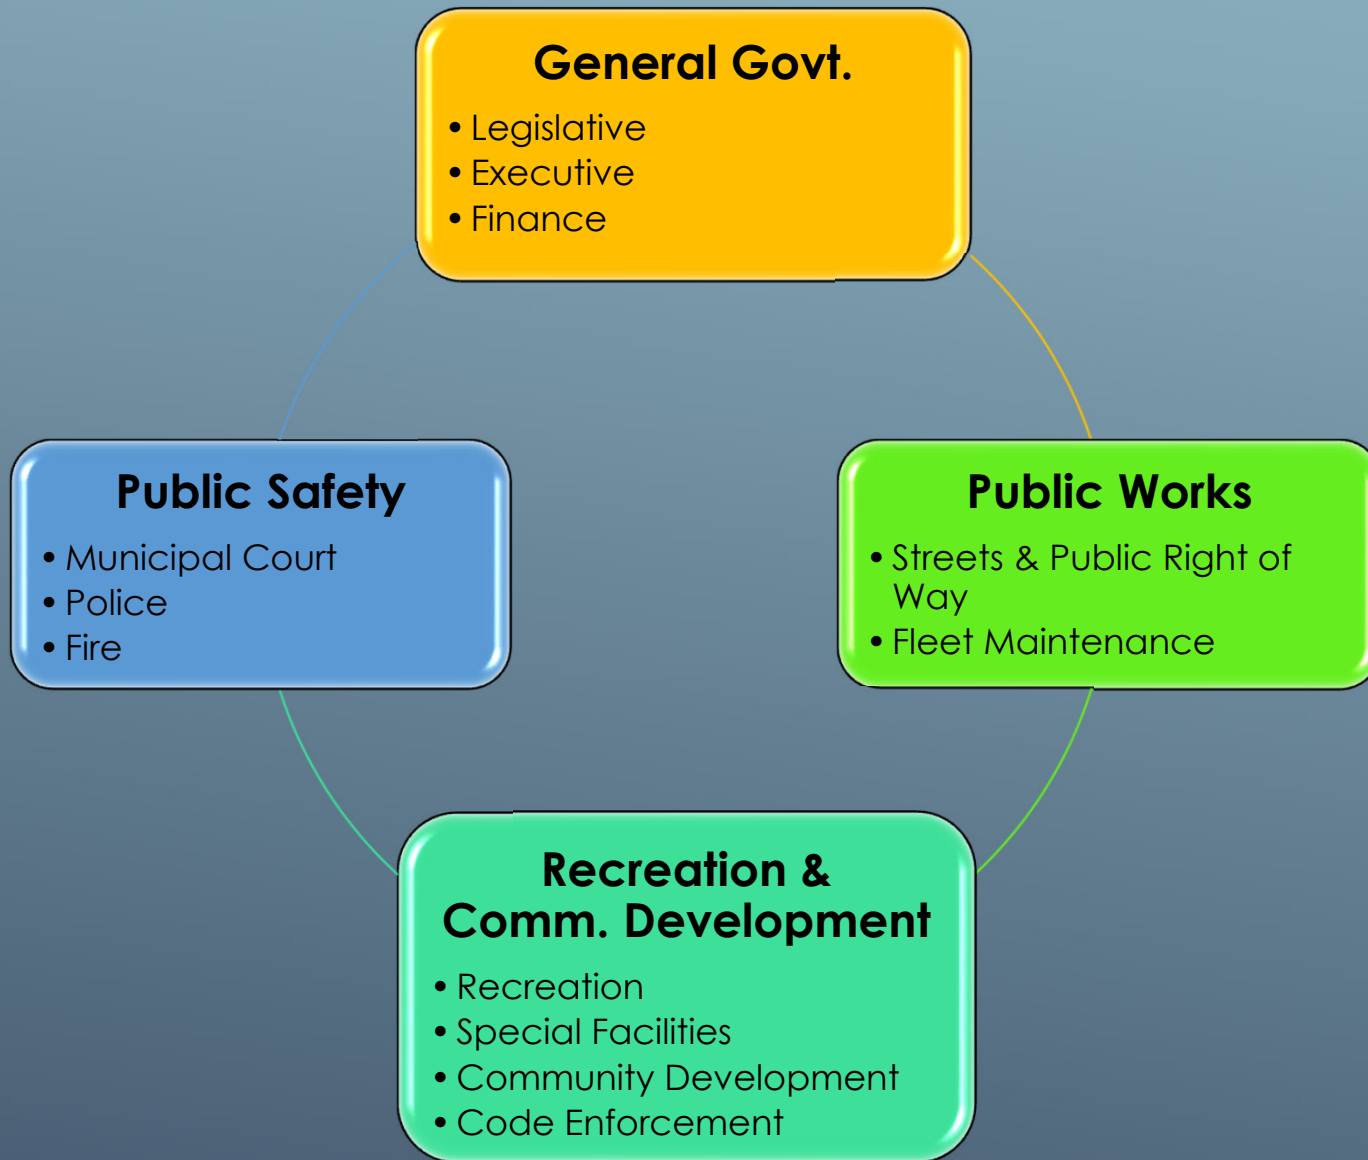 General Govt.
• Legislative
• Executive
• Finance
Public Safety
• Municipal Court
• Police
• Fire
Public Works
• Streets & Public Right of
Way
• Fleet Maintenance
Recreation &
Comm. Development
• Recreation
• Special Facilities
• Community Development
• Code Enforcement